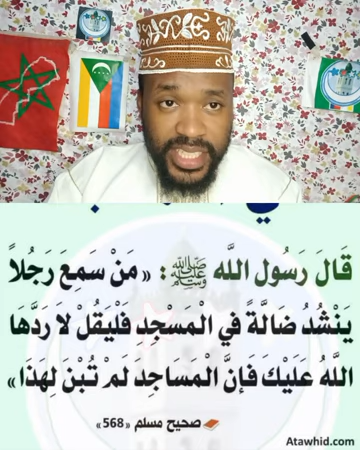 قَالَ رَسُول اللَّه ﷺ : « مَنْ سَمِعَ رَجُلاً
يَنْشُدُ ضَالَّةً فِي الْمَسْجِدِ فَلْيَقُلْ لاَ رَدَّهَا
اللَّهُ عَلَيْكَ فَإِنَّ الْمَسَاجِدَ لَمْ تُبْنَ لِهَذَا »
صحيح مسلم «568»
Atawhid.com